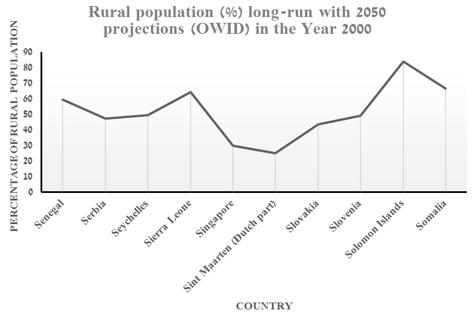 Rural population (%) long-run with 2050
projections (OWID) in the Year 2000
PERCENTAGE OF RURAL POPULATION
90
80
70
60
50
40
30
20
10
0
Senegal
Serbia
Seychelles
Sierra Leone
Singapore
Sint Maarten (Dutch part)
Slovakia
Slovenia
Solomon Islands
Somalia
COUNTRY